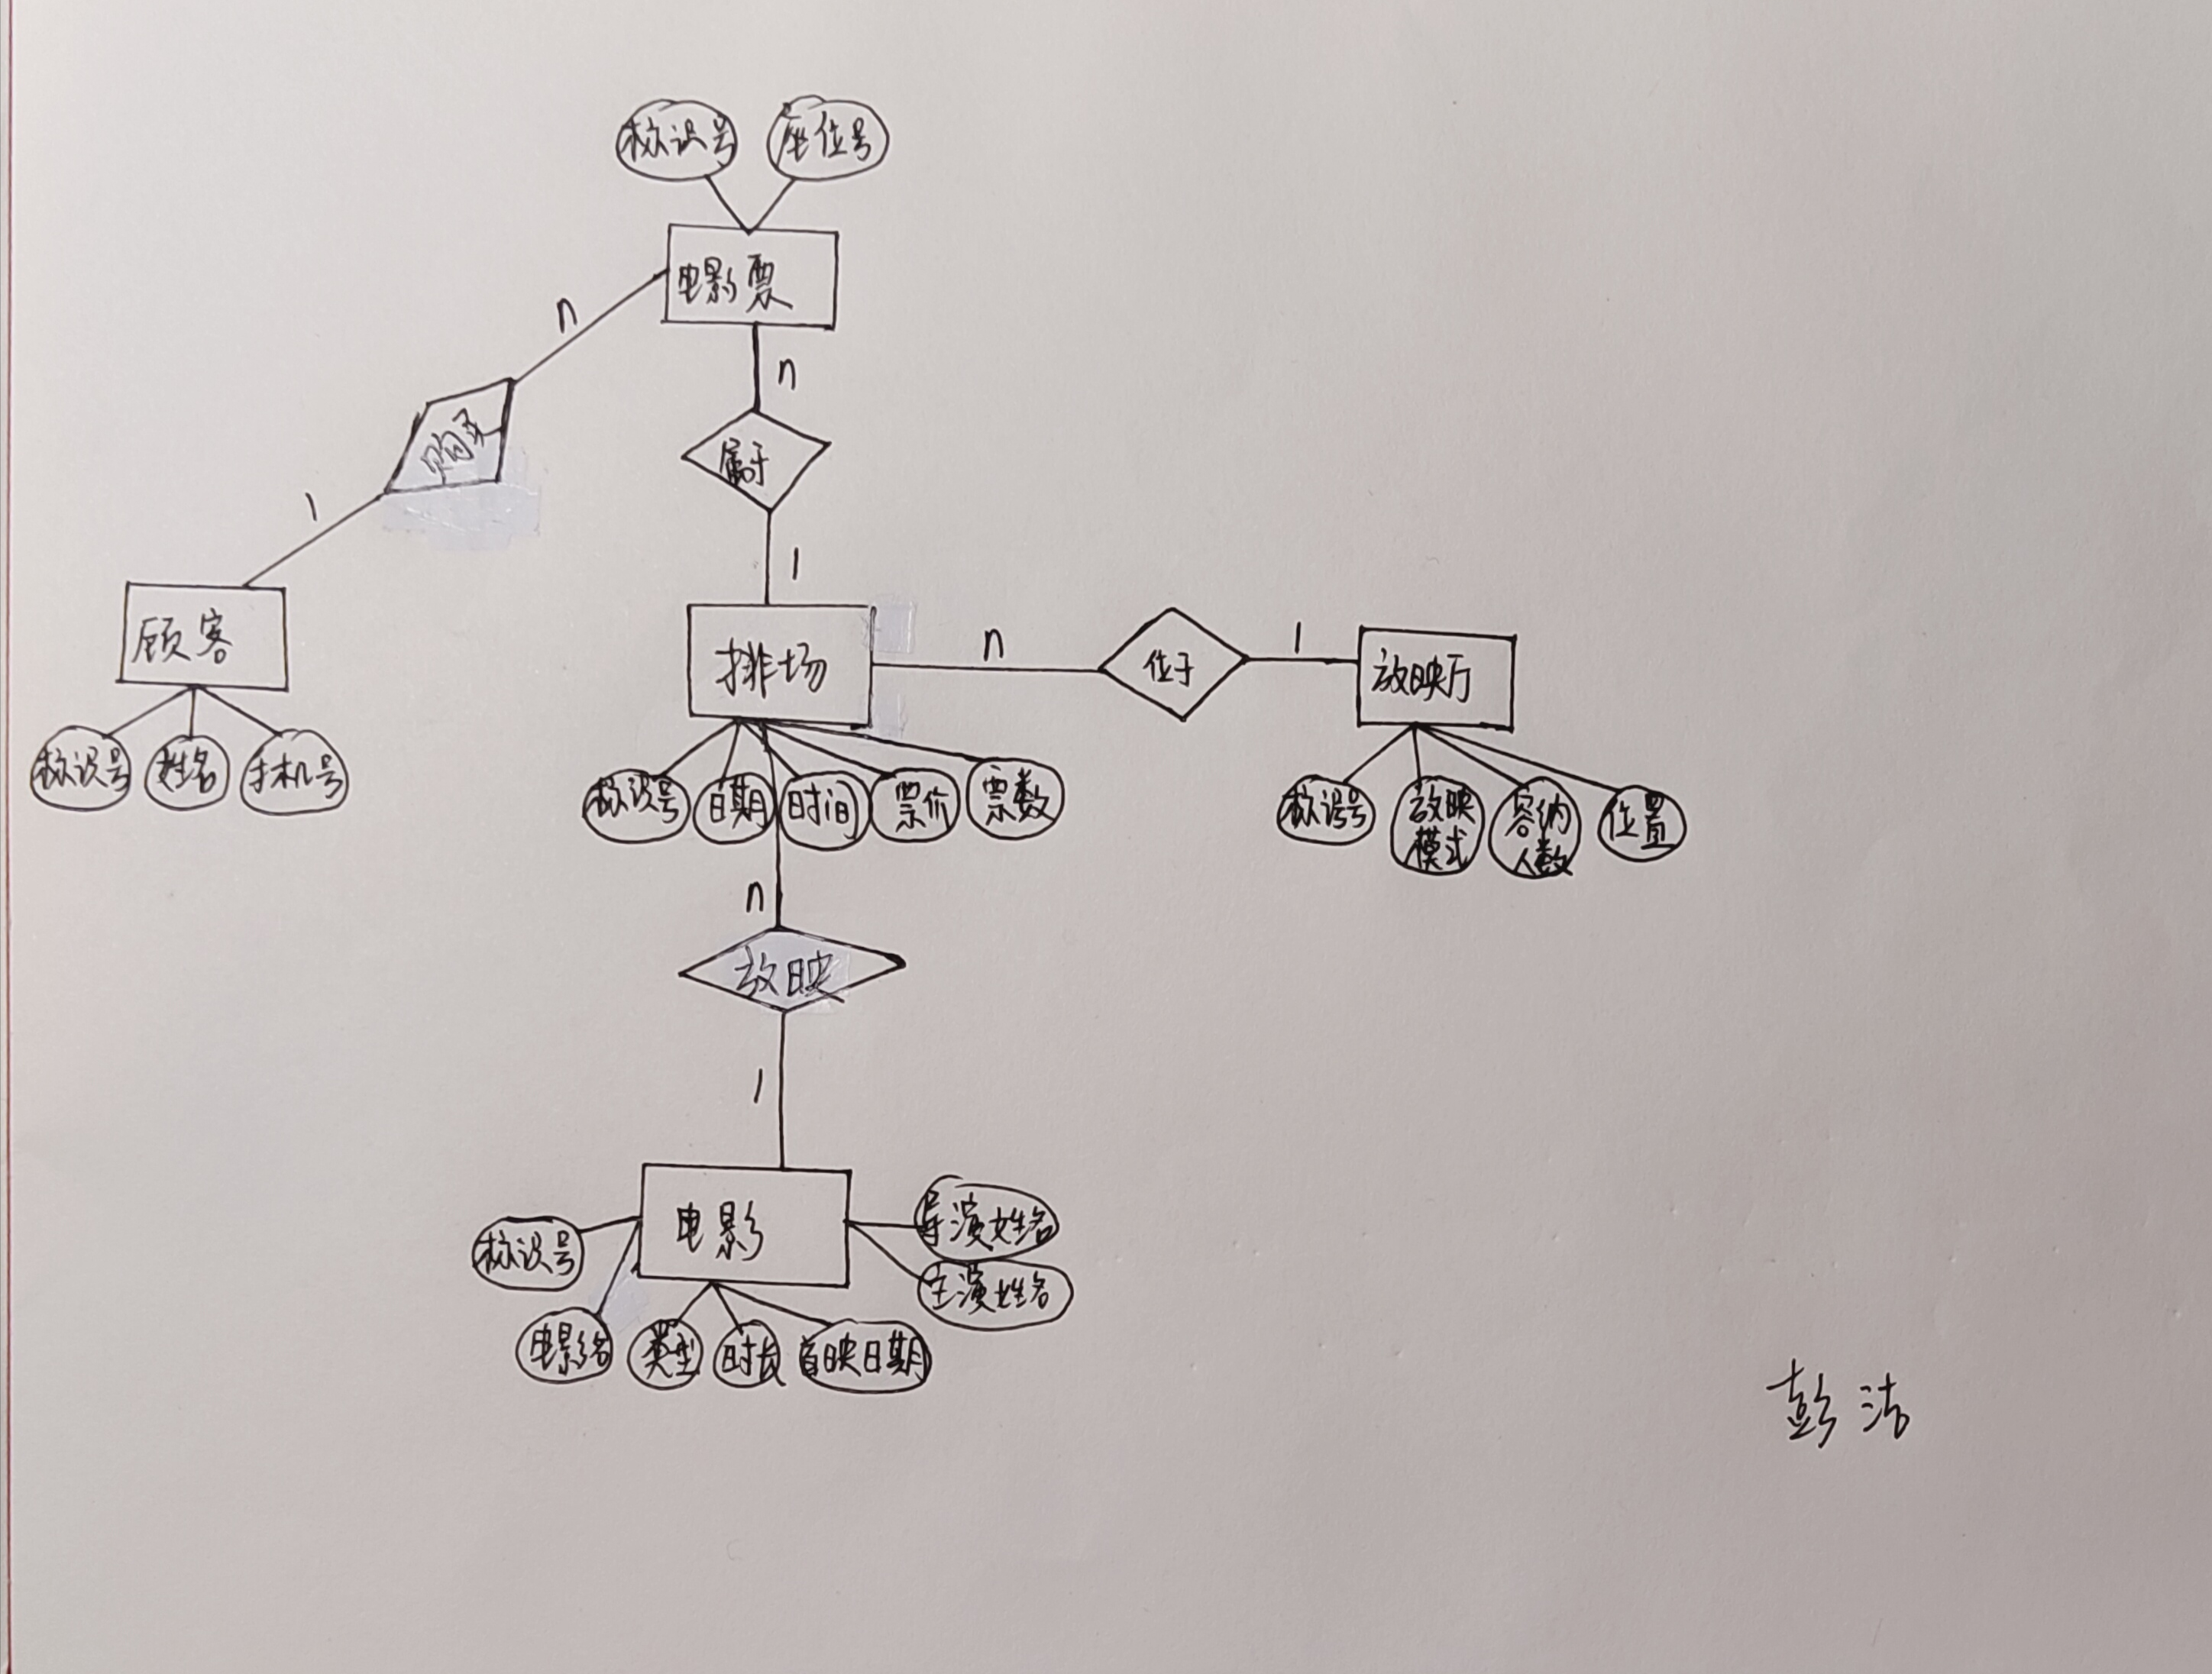 标识号 座位号
电影票
n
n
购买
属于
1
1
顾客
排场
n
位于
1
放映厅
标识号 姓名 手机号
标识号 日期 时间 票价 票数
标识号 放映模式 容纳人数 位置
n
放映
1
电影
标识号
导演姓名
主演姓名
电影名 类型 时长 首映日期
彭洁